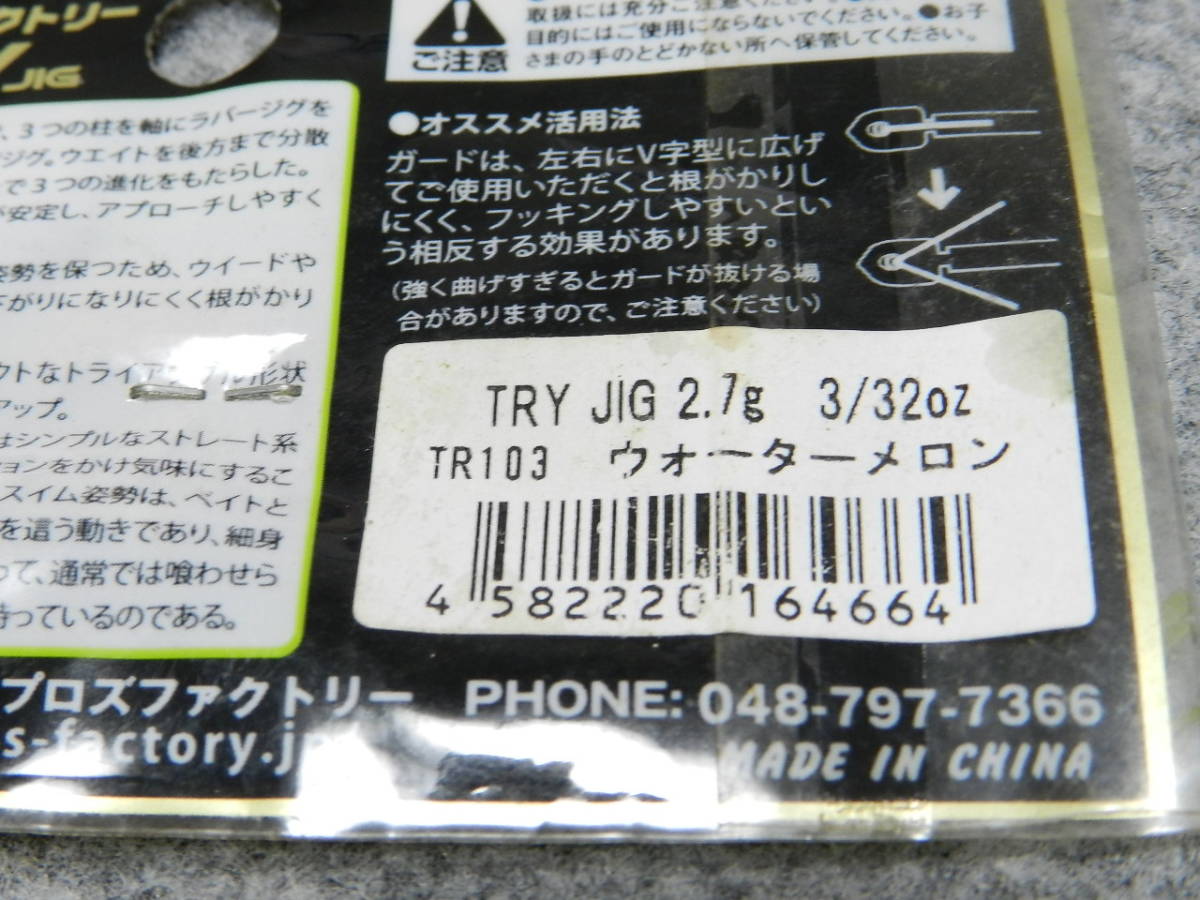 クトリー
JIG
、3つの柱を軸にラバージグを
ジグ。ウエイトを後方まで分散
で3つの進化をもたらした。
安定し、アプローチしやすく
姿勢を保つため、ウイードや
下がりになりにくく根がかり
クトなトライアングル形状
アップ。
はシンプルなストレート系
ションをかけ気味にするこ
スイム姿勢は、ベイトと
を這う動きであり、細身
って、通常では喰わせら
持っているのである。
ご注意
取扱には充分ご注意ください。
目的にはご使用にならないでください。●お子
さまの手のとどかない所へ保管してください。
●オススメ活用法
ガードは、左右にV字型に広げ
てご使用いただくと根がかりし
にくく、フッキングしやすいとい
う相反する効果があります。
（強く曲げすぎるとガードが抜ける場
合がありますので、ご注意ください）
TRY JIG 2.7g 3/32oz
TR103 ウォーターメロン
4 582220 164664
プロズファクトリー PHONE: 048-797-7366
s-factory.jp
MADE IN CHINA